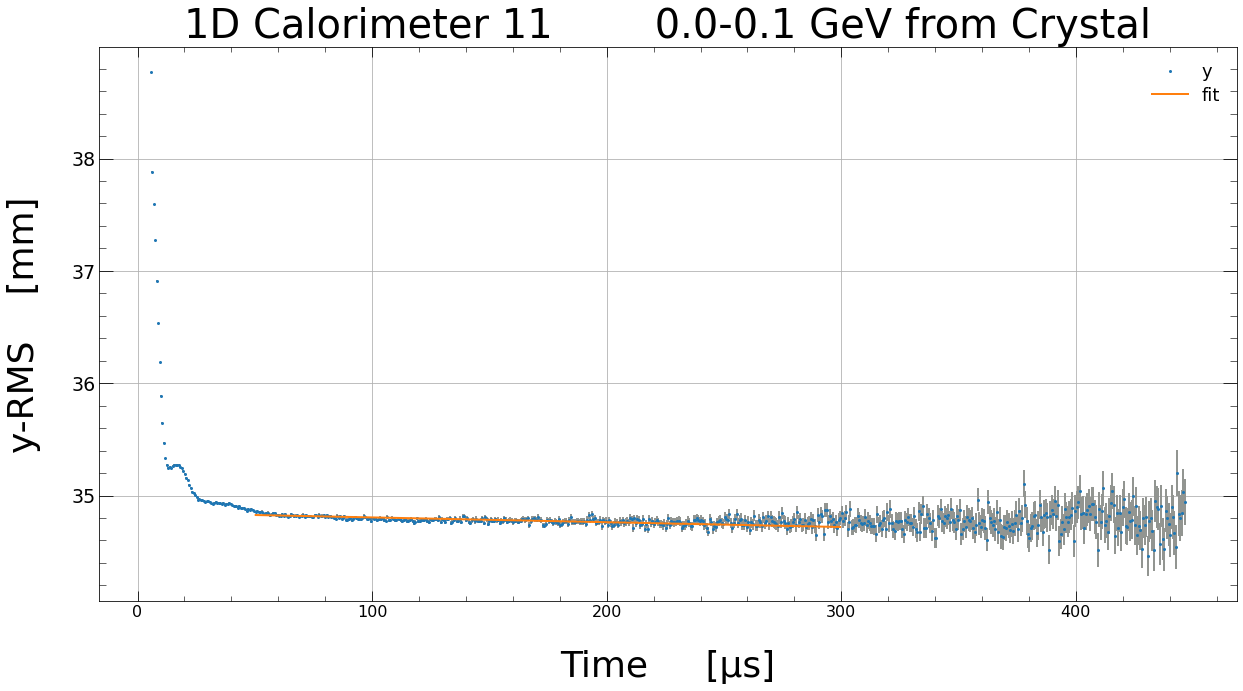 1D Calorimeter 11 0.0-0.1 GeV from Crystal
y
fit
38
37
36
35
y-RMS [mm]
0 100 200 300 400
Time [μs]